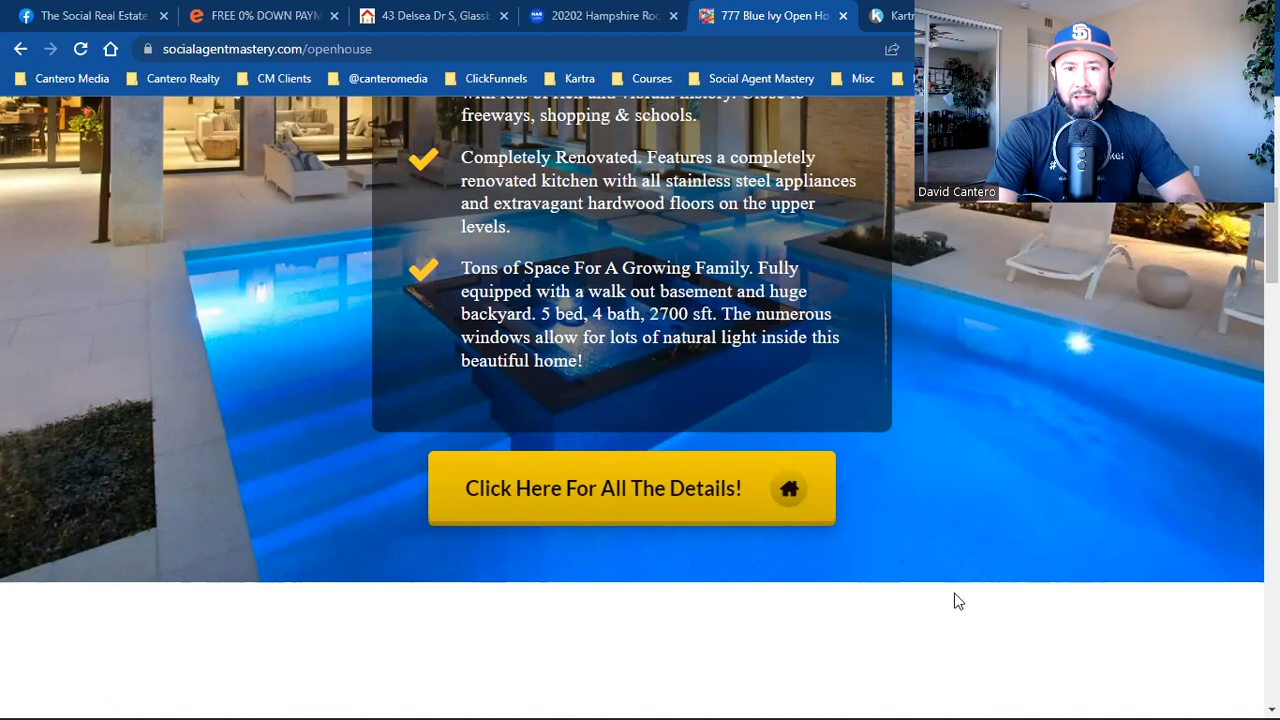 The Social Real Estate
FREE 0% DOWN PAYM
43 Delsea Dr S, Glassb
20202 Hampshire Roc
777 Blue Ivy Open Ho
Kartr
socialagentmastery.com/openhouse
Cantero Media
Cantero Realty
CM Clients
@canteromedia
ClickFunnels
Kartra
Courses
Social Agent Mastery
Misc
freeways, shopping & schools.
Completely Renovated. Features a completely
renovated kitchen with all stainless steel appliances
and extravagant hardwood floors on the upper
levels.
Tons of Space For A Growing Family. Fully
equipped with a walk out basement and huge
backyard. 5 bed, 4 bath, 2700 sft. The numerous
windows allow for lots of natural light inside this
beautiful home!
Click Here For All The Details!
David Cantero